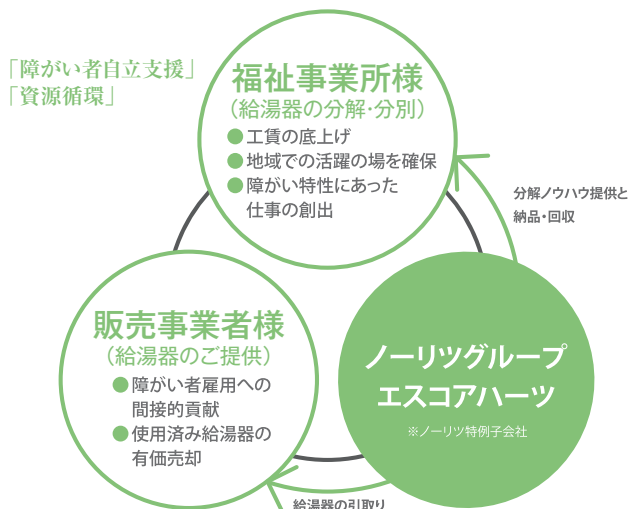 「障がい者自立支援」
「資源循環」
福祉事業所様
（給湯器の分解・分別）
●工賃の底上げ
●地域での活躍の場を確保
●障がい特性にあった
仕事の創出
分解ノウハウ提供と
納品・回収
販売事業者様
（給湯器のご提供）
●障がい者雇用への
間接的貢献
●使用済み給湯器の
有価売却
ノーリツグループ
エスコアハーツ
※ノーリツ特例子会社
給湯器の引取り